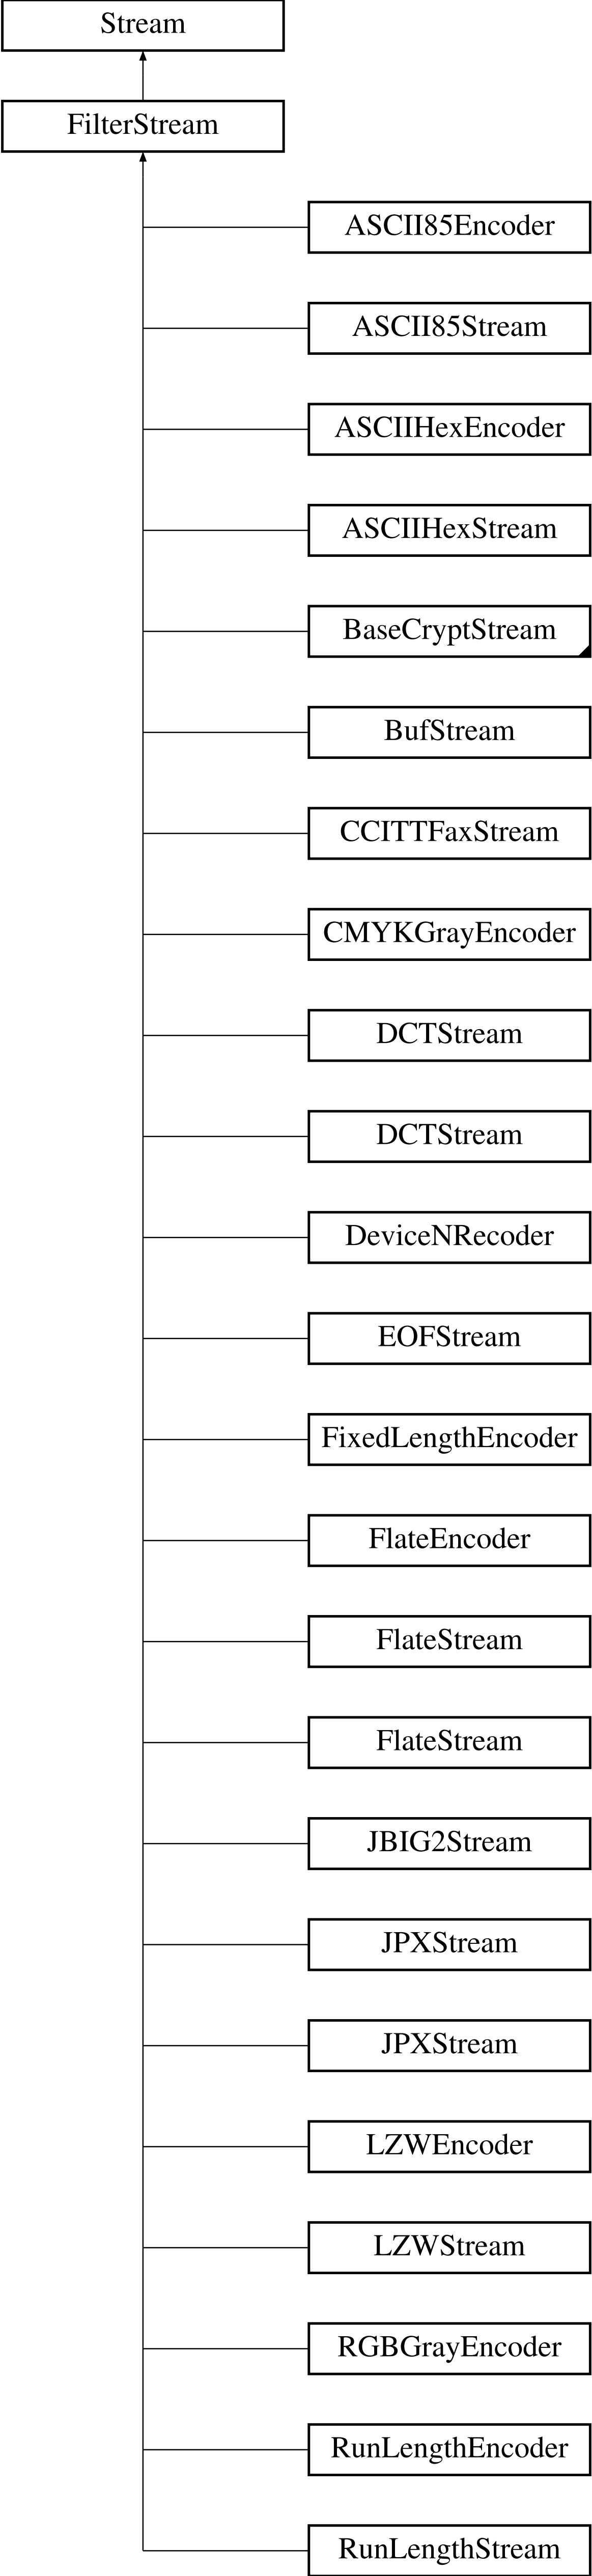 Stream
FilterStream
ASCII85Encoder
ASCII85Stream
ASCIIHexEncoder
ASCIIHexStream
BaseCryptStream
BufStream
CCITTFaxStream
CMYKGrayEncoder
DCTStream
DCTStream
DeviceNRecoder
EOFStream
FixedLengthEncoder
FlateEncoder
FlateStream
FlateStream
JBIG2Stream
JPXStream
JPXStream
LZWEncoder
LZWStream
RGBGrayEncoder
RunLengthEncoder
RunLengthStream